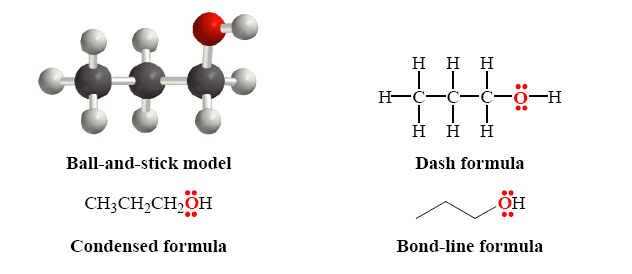 H H H
H—C—C—C—O—H
H H H
Ball-and-stick model
Dash formula
CH₃CH₂CH₂OH
OH
Condensed formula
Bond-line formula